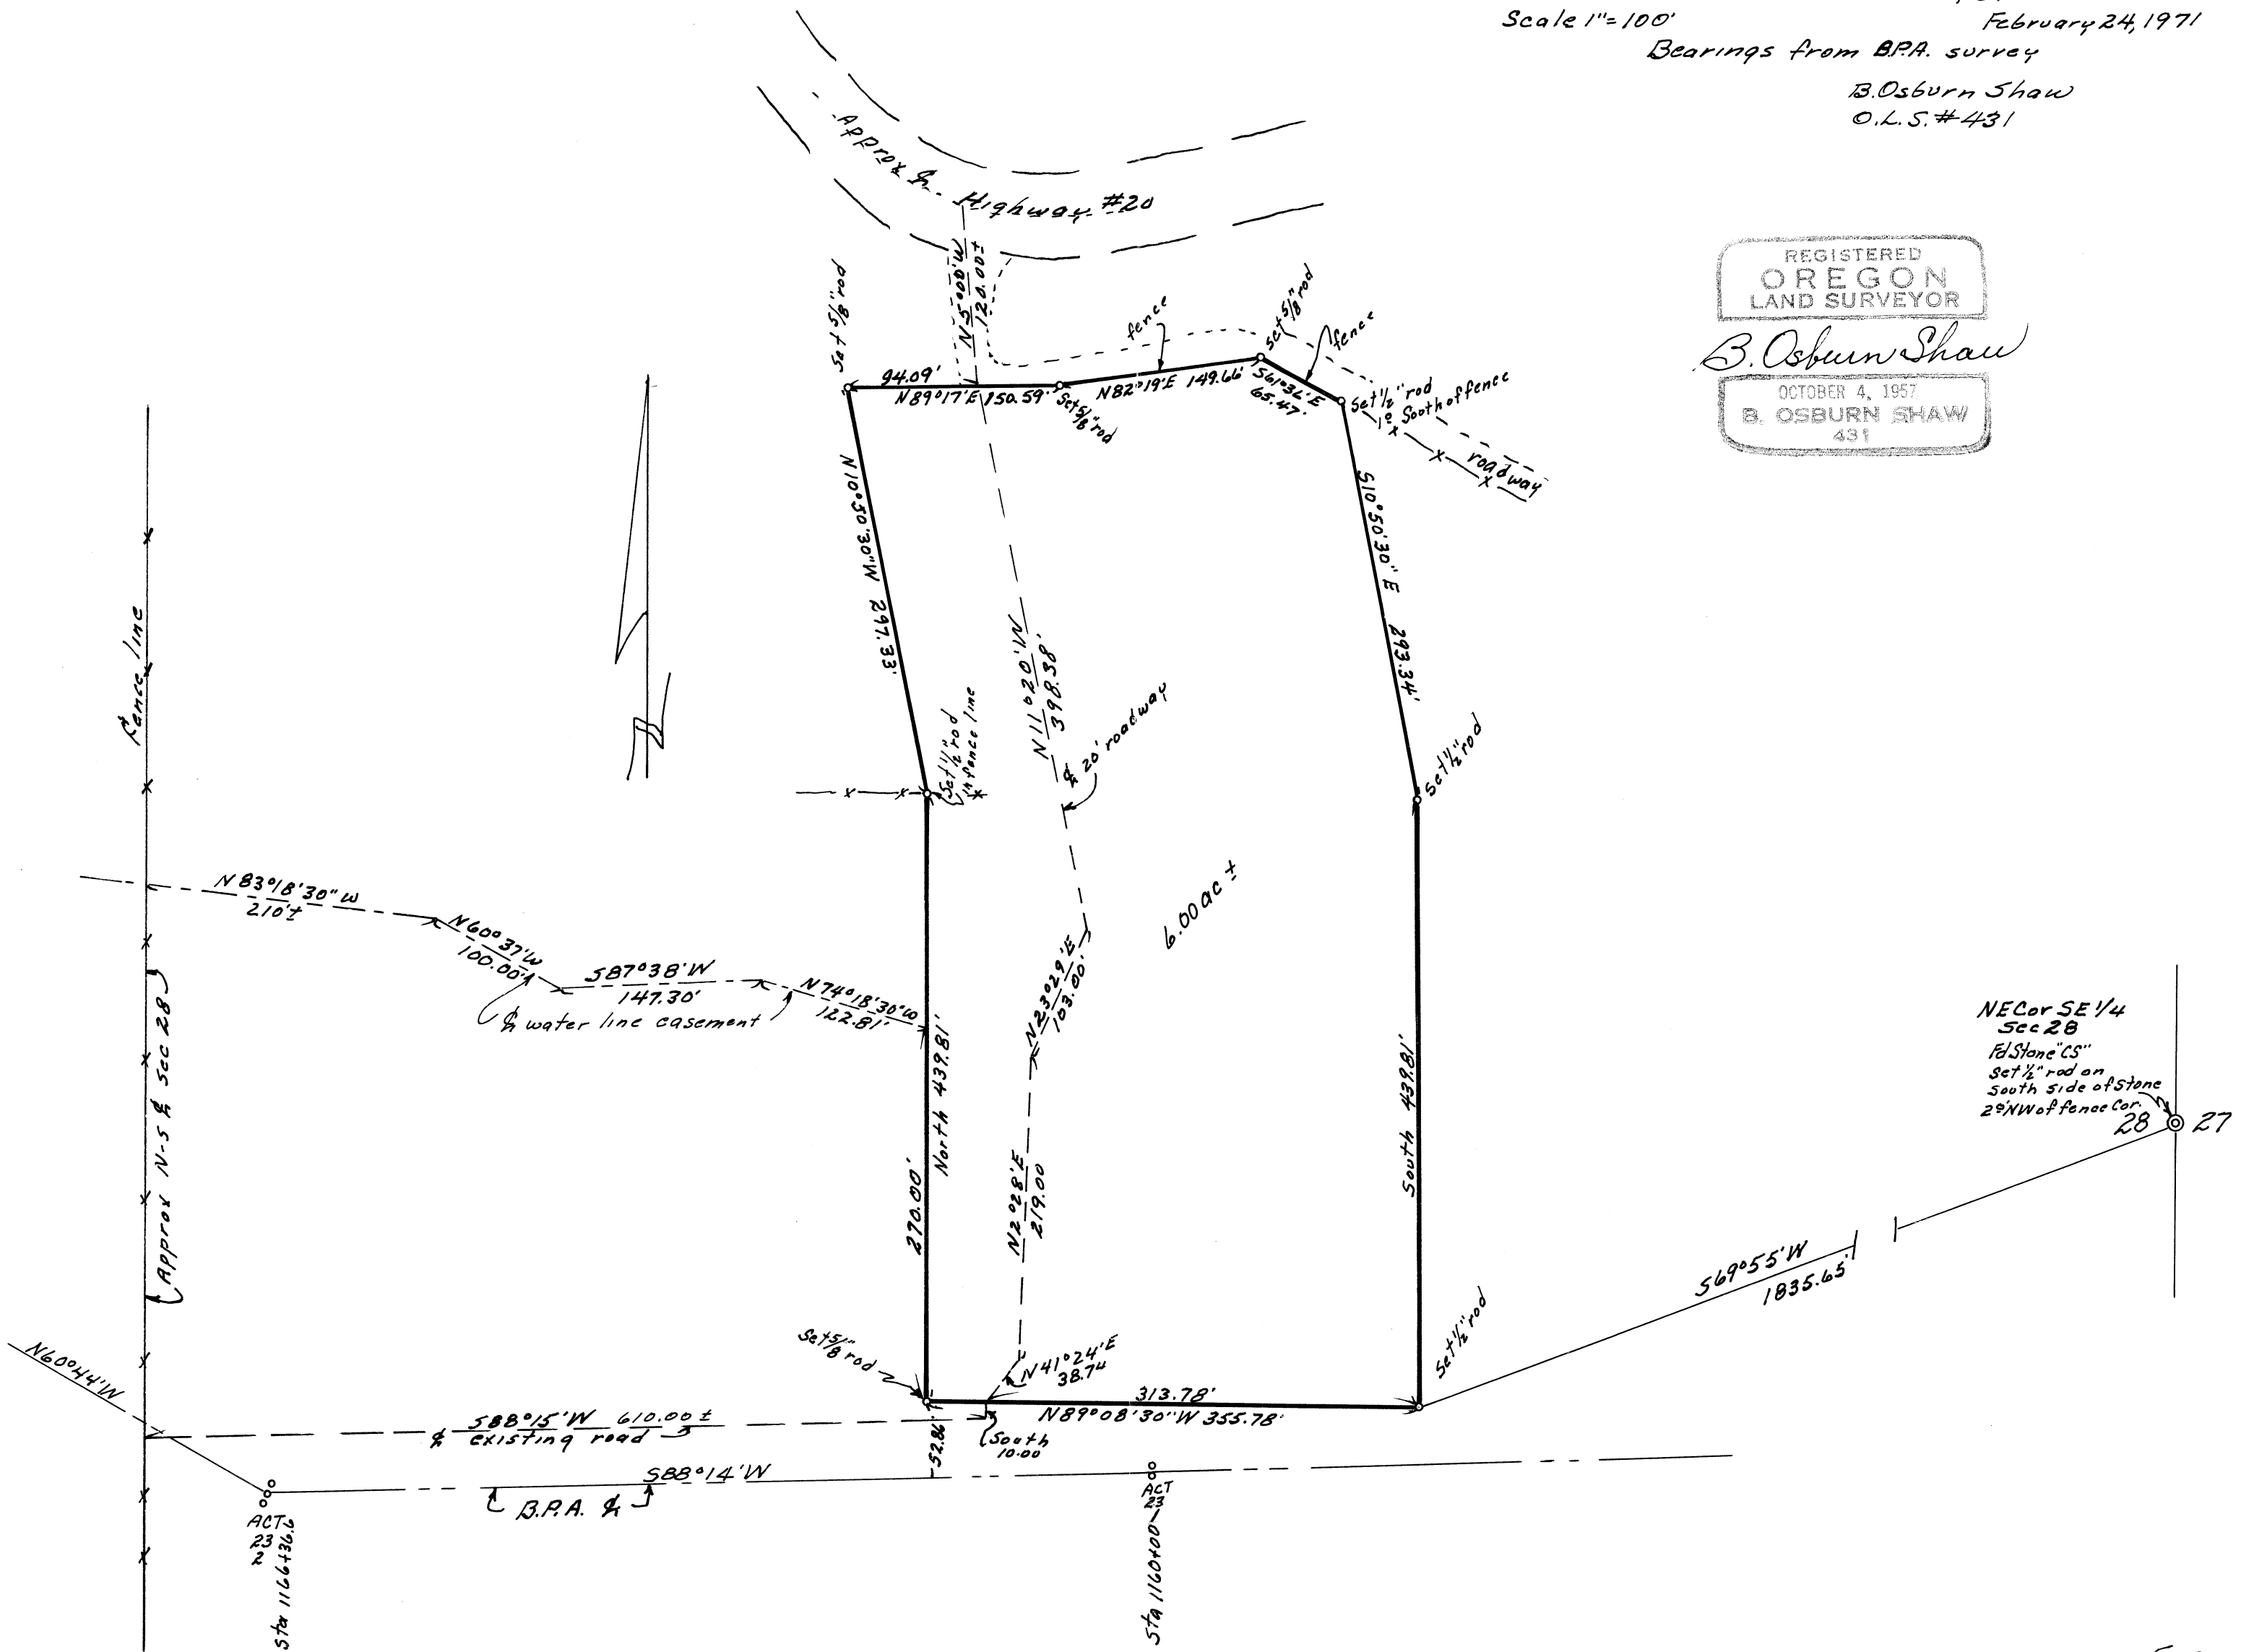 Scale 1"=100'
February 24, 1971
Bearings from B.P.A. survey
B. Osburn Shaw
O.L.S. # 431
REGISTERED
OREGON
LAND SURVEYOR
B. Osburn Shaw
OCTOBER 4, 1957
B. OSBURN SHAW
431
Approx ℄
Highway #20
N5°00'W
120.00±
Set 5/8" rod
94.09'
N89°17'E 150.59'
Set 5/8" rod
fence
N82°19'E 149.66'
Set 5/8" rod
fence
S61°36'E
65.47'
Set 1/2" rod
1.0 South of fence
roadway
N10°50'30"W 297.33'
S10°50'30"E 293.34'
Fence line
N11°20'W
398.38'
℄ 20' roadway
Set 1/2" rod
in fence line
Set 1/2" rod
N83°18'30"W
210'±
N60°37'W
100.00'
S87°38'W
147.30'
N74°18'30"W
122.81'
℄ water line easement
6.00 ac ±
N23°29'E
103.00'
Approx N-S ℄ Sec 28
North 439.81'
270.00'
South 439.81'
N2°28'E
219.00
NE Cor SE 1/4
Sec 28
Fd Stone "CS"
Set 1/2" rod on
south side of stone
2.0 NW of fence Cor.
28 27
S69°55'W
1835.65'
Set 1/2" rod
Set 5/8" rod
N41°24'E
38.74
313.78'
N89°08'30"W 355.78'
South
10.00
52.86'
N60°44'W
S88°15'W 610.00±
℄ existing road
S88°14'W
B.P.A. ℄
ACT
23
2
Sta 1166+36.6
ACT
23
1
Sta 1160+00